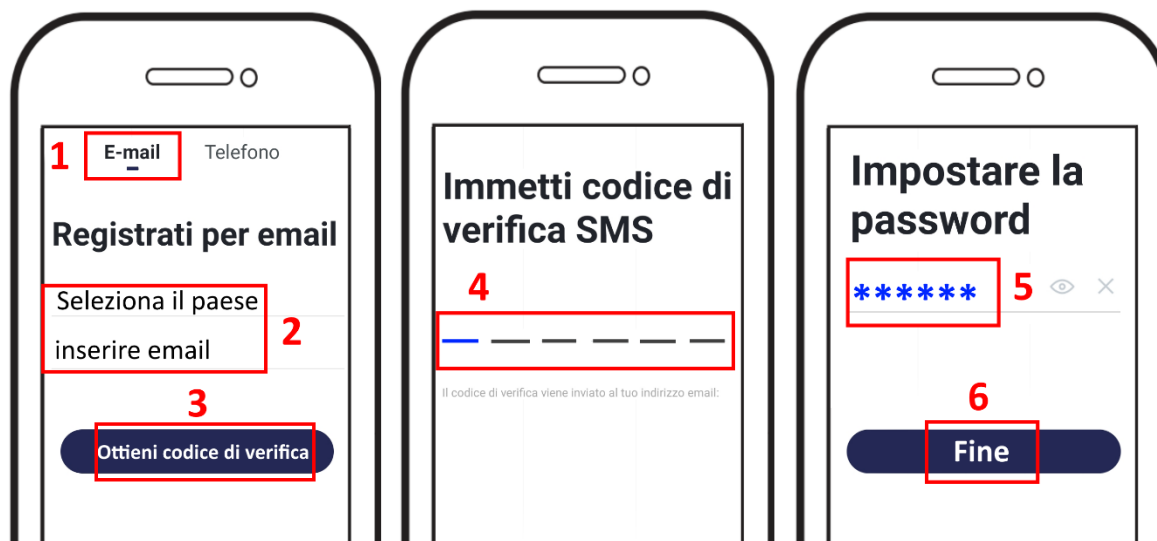 1
E-mail Telefono
Registrati per email
Seleziona il paese
inserire email
2
3
Ottieni codice di verifica
Immetti codice di
verifica SMS
4
Il codice di verifica viene inviato al tuo indirizzo email:
Impostare la
password
****** 5
6
Fine